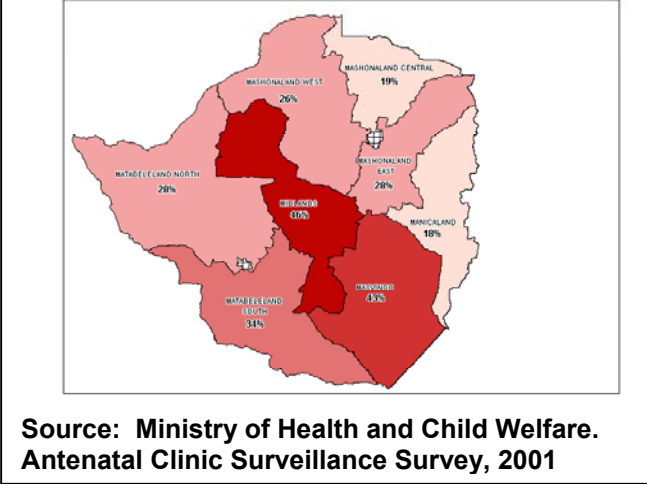 MASHONALAND CENTRAL
19%
MASHONALAND WEST
26%
MASHONALAND
EAST
28%
MATABELELAND NORTH
28%
MIDLANDS
46%
MANICALAND
18%
MASVINGO
43%
MATABELELAND
SOUTH
34%
Source: Ministry of Health and Child Welfare.
Antenatal Clinic Surveillance Survey, 2001